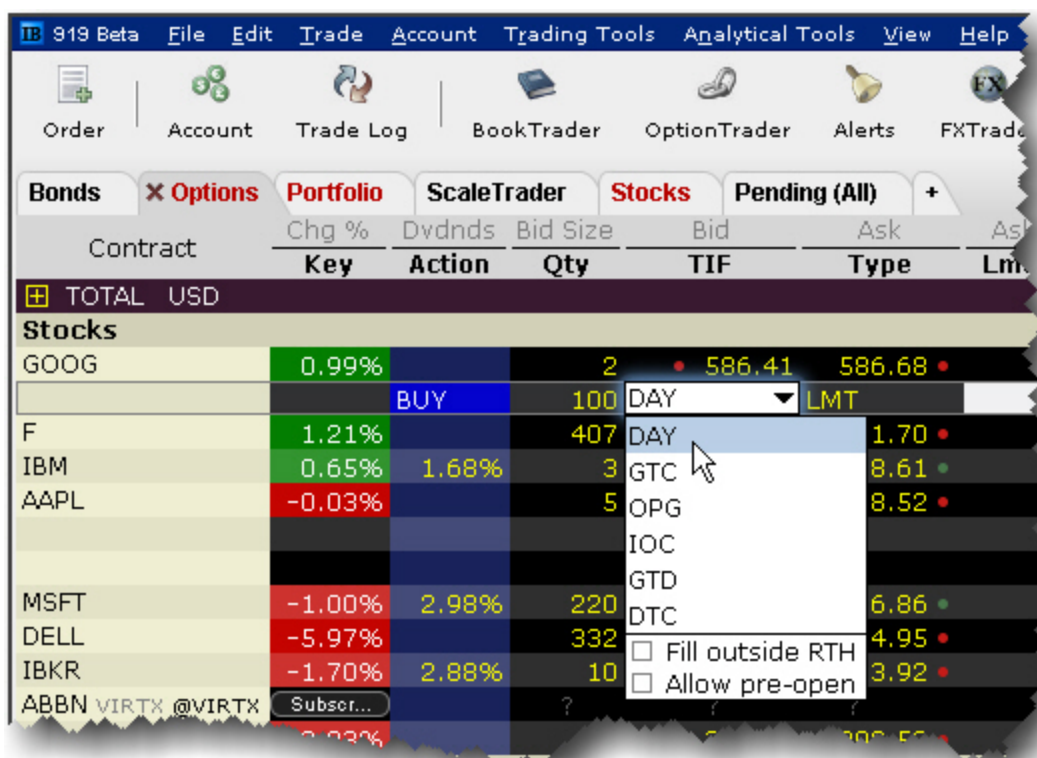 IB 919 Beta File Edit Trade Account Trading Tools Analytical Tools View Help
Order Account Trade Log BookTrader OptionTrader Alerts FXTrade
Bonds Options Portfolio ScaleTrader Stocks Pending (All) +
Contract
Chg % Dvdnds Bid Size Bid Ask
Key Action Qty TIF Type
TOTAL USD
Stocks
GOOG 0.99% 2 586.41 586.68
BUY 100 DAY LMT
F 1.21% 407 DAY 1.70
IBM 0.65% 1.68% 3 GTC 8.61
AAPL -0.03% 5 OPG 8.52
IOC
GTD
MSFT -1.00% 2.98% 220 6.86
DTC
DELL -5.97% 332 4.95
Fill outside RTH
IBKR -1.70% 2.88% 10 3.92
Allow pre-open
ABBN VIRTX @VIRTX Subscr... ? ? ?